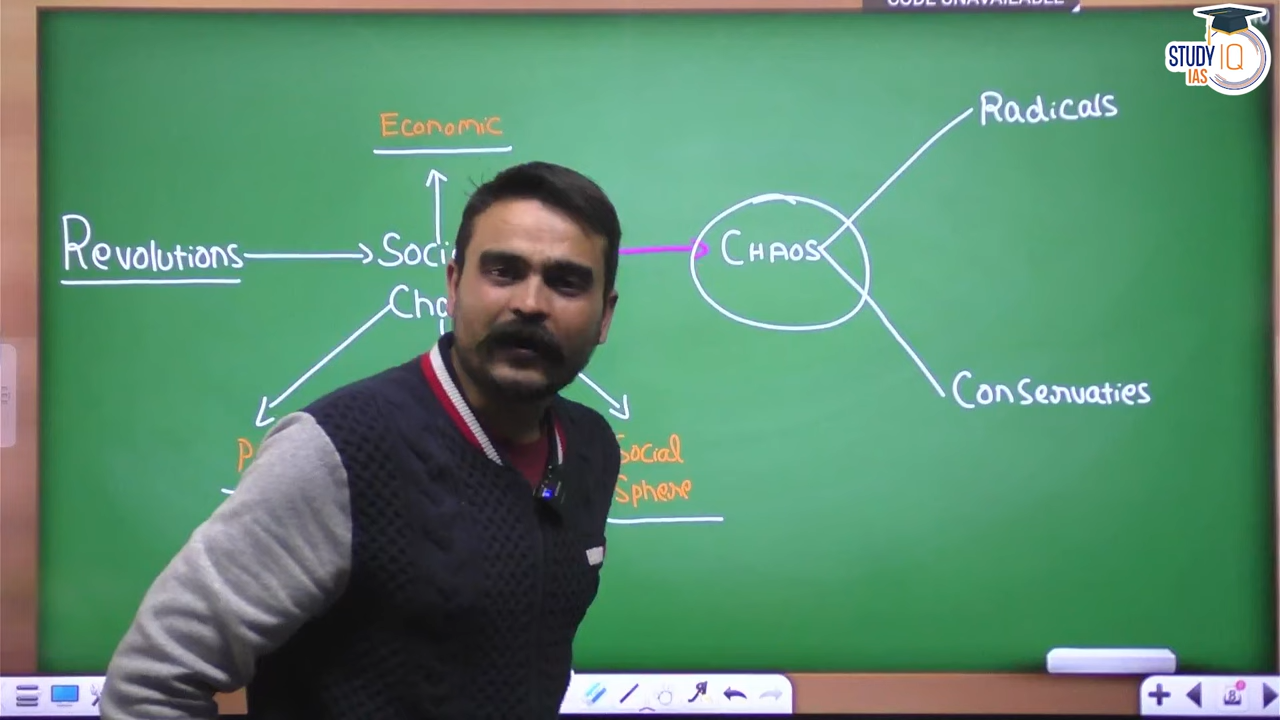 STUDY IQ
IAS
Economic
Radicals
Revolutions
CHAOS
Conservaties
Social
Sphere